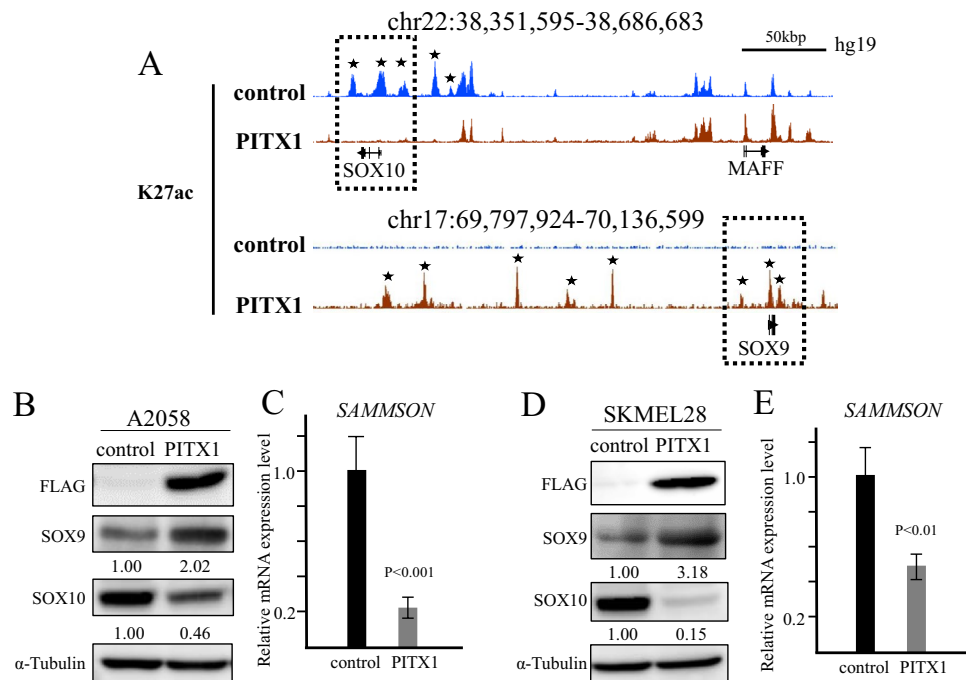 A
chr22:38,351,595-38,686,683
50kbp
hg19
control
PITX1
SOX10
MAFF
K27ac
chr17:69,797,924-70,136,599
control
PITX1
SOX9
B
A2058
control PITX1
FLAG
SOX9
1.00 2.02
SOX10
1.00 0.46
α-Tubulin
C
SAMMSON
Relative mRNA expression level
1.0
0.2
P<0.001
control PITX1
D
SKMEL28
control PITX1
FLAG
SOX9
1.00 3.18
SOX10
1.00 0.15
α-Tubulin
E
SAMMSON
Relative mRNA expression level
1.0
0.2
P<0.01
control PITX1